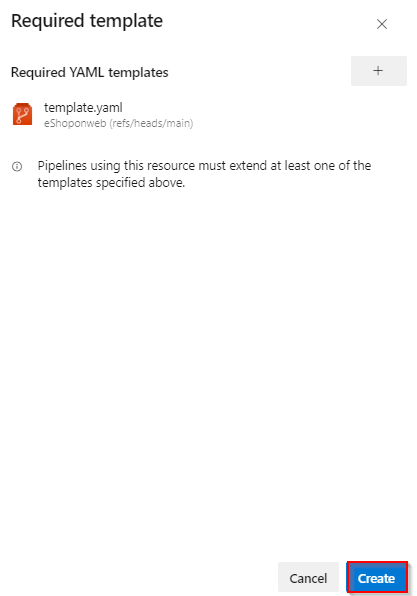 Required template
Required YAML templates
template.yaml
eShoponweb (refs/heads/main)
Pipelines using this resource must extend at least one of the
templates specified above.
Cancel
Create